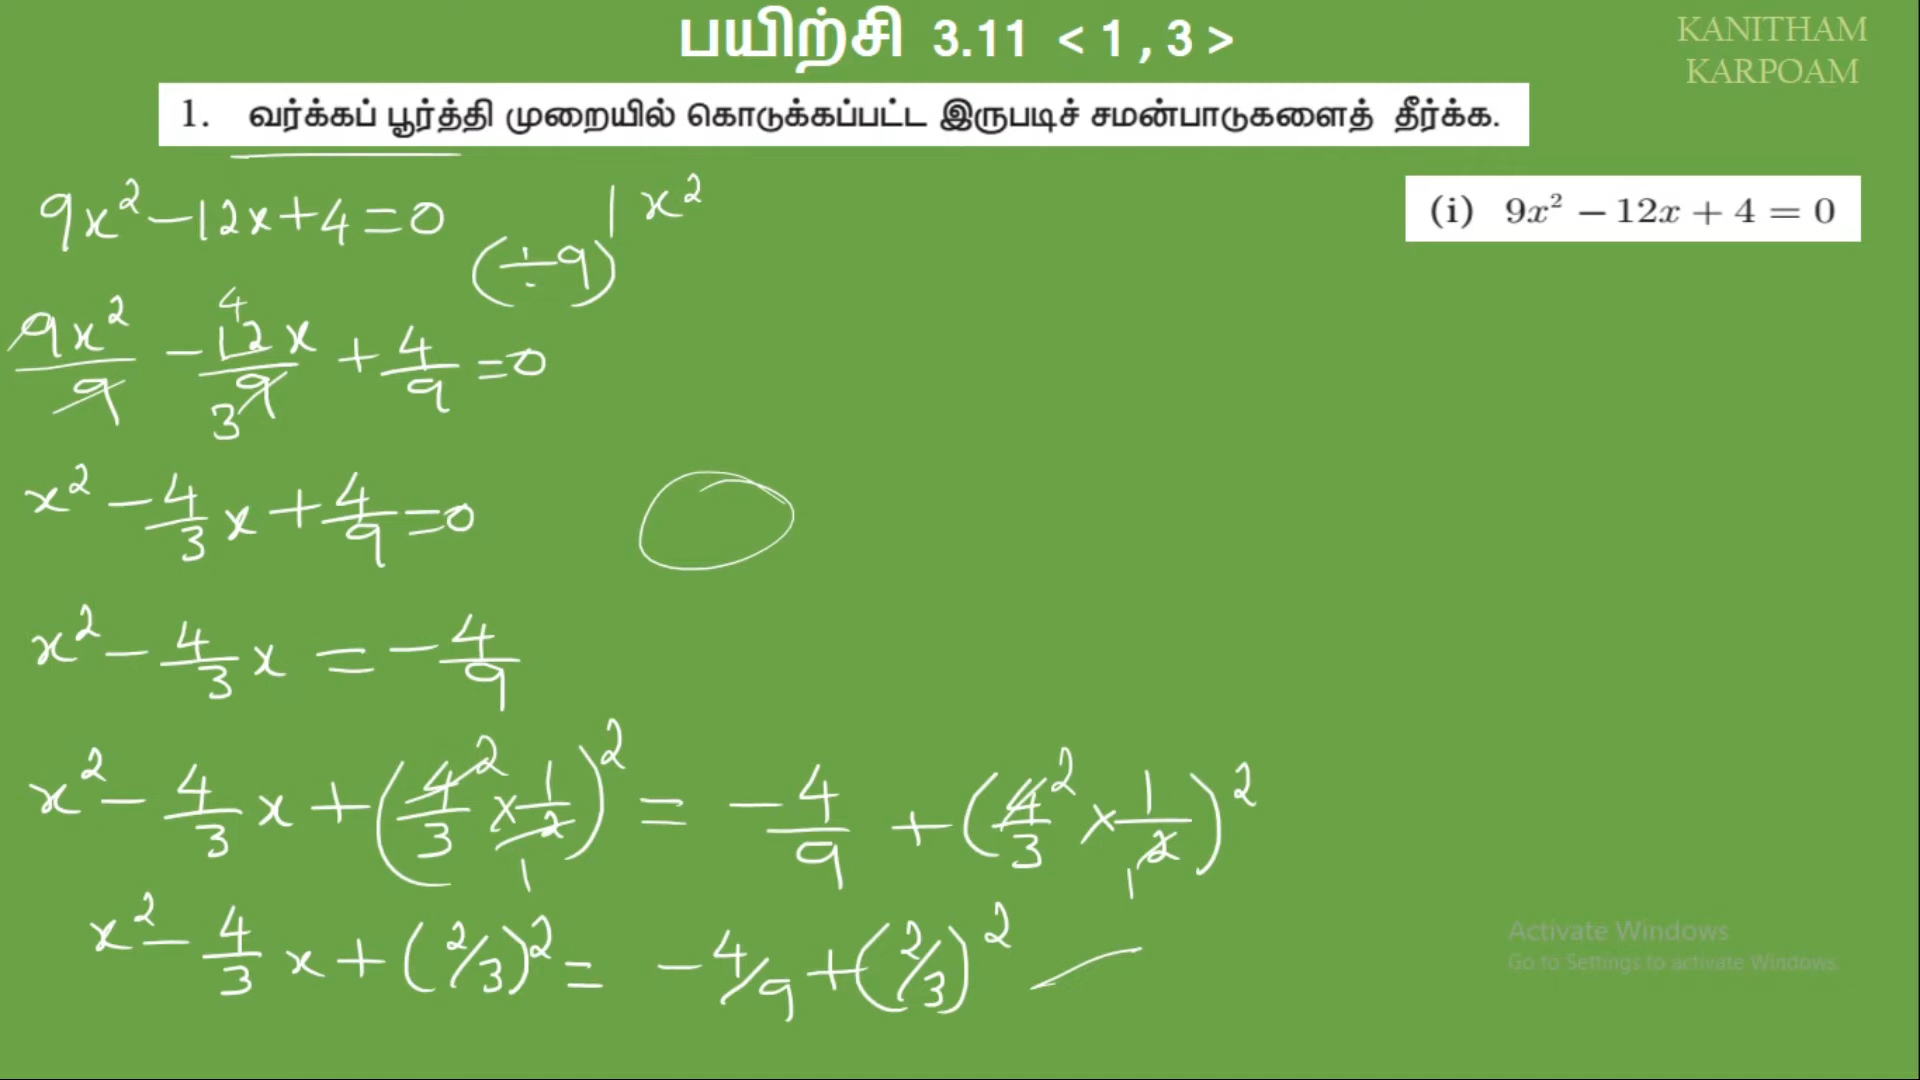 பயிற்சி 3.11 < 1 , 3 >
KANITHAM
KARPOAM
1. வர்க்கப் பூர்த்தி முறையில் கொடுக்கப்பட்ட இருபடிச் சமன்பாடுகளைத் தீர்க்க.
(i) 9x² − 12x + 4 = 0
9x² − 12x + 4 = 0
1 x²
(÷9)
9x²/9 − 12x/9 + 4/9 = 0
4
3
x² − 4/3 x + 4/9 = 0
x² − 4/3 x = − 4/9
x² − 4/3 x + (4/3 × 1/2)² = − 4/9 + (4/3 × 1/2)²
x² − 4/3 x + (2/3)² = − 4/9 + (2/3)²
Activate Windows
Go to Settings to activate Windows.